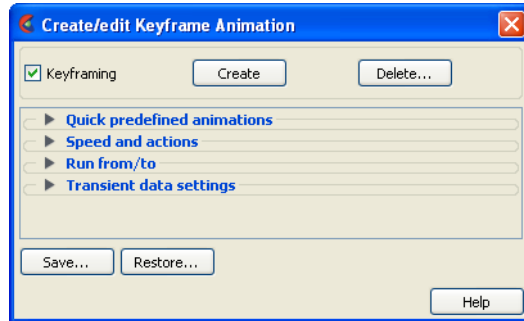 Create/edit Keyframe Animation
Keyframing Create Delete...
Quick predefined animations
Speed and actions
Run from/to
Transient data settings
Save... Restore...
Help